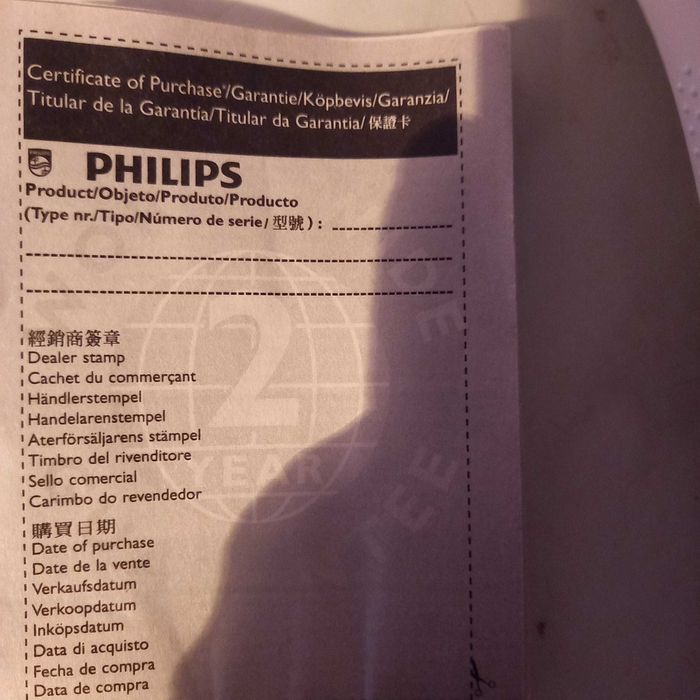 Certificate of Purchase*/Garantie/Köpbevis/Garanzia/
Titular de la Garantía/Titular da Garantia/保證卡
PHILIPS
Product/Objeto/Produto/Producto
(Type nr./Tipo/Número de serie/型號):
2
YEAR
經銷商簽章
Dealer stamp
Cachet du commerçant
Händlerstempel
Handelarenstempel
Aterförsäljarens stämpel
Timbro del rivenditore
Sello comercial
Carimbo do revendedor
購買日期
Date of purchase
Date de la vente
Verkaufsdatum
Verkoopdatum
Inköpsdatum
Data di acquisto
Fecha de compra
Data de compra